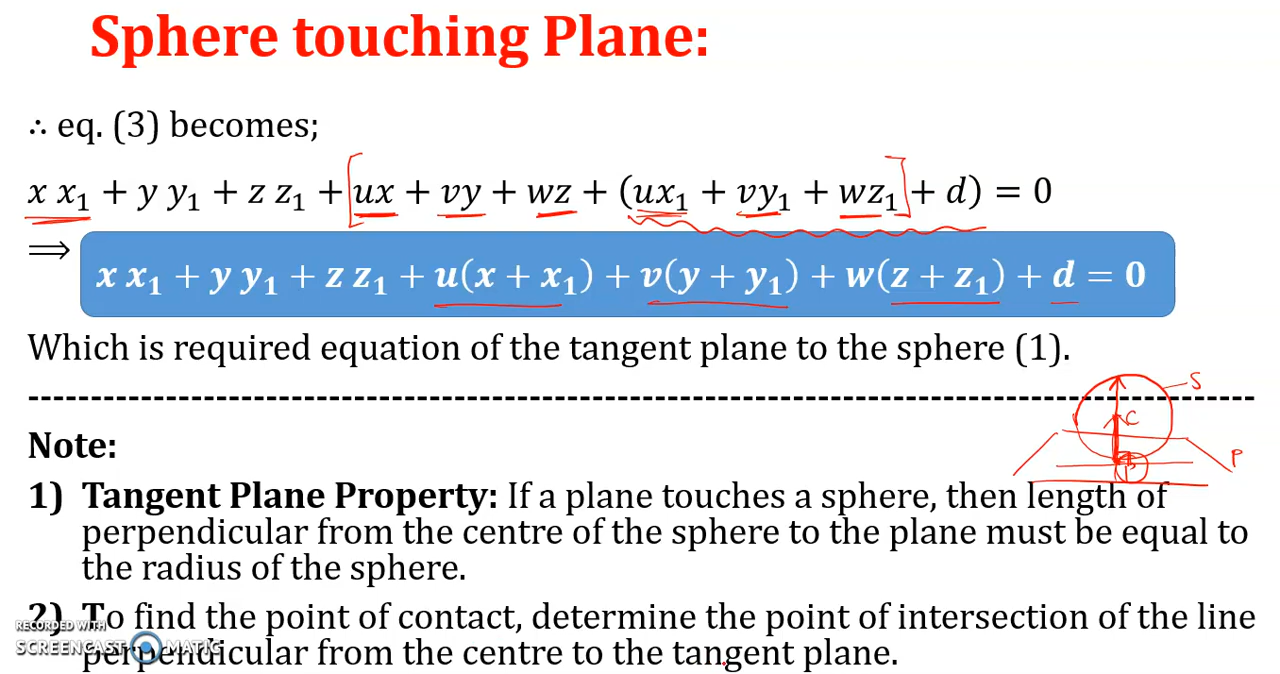 Sphere touching Plane:
∴ eq. (3) becomes;
x x₁ + y y₁ + z z₁ + [ux + vy + wz + (ux₁ + vy₁ + wz₁] + d) = 0
⟹
x x₁ + y y₁ + z z₁ + u(x + x₁) + v(y + y₁) + w(z + z₁) + d = 0
Which is required equation of the tangent plane to the sphere (1).
S
C
P
Note:
1) Tangent Plane Property: If a plane touches a sphere, then length of
perpendicular from the centre of the sphere to the plane must be equal to
the radius of the sphere.
2) To find the point of contact, determine the point of intersection of the line
perpendicular from the centre to the tangent plane.
RECORDED WITH
SCREENCAST MATIC